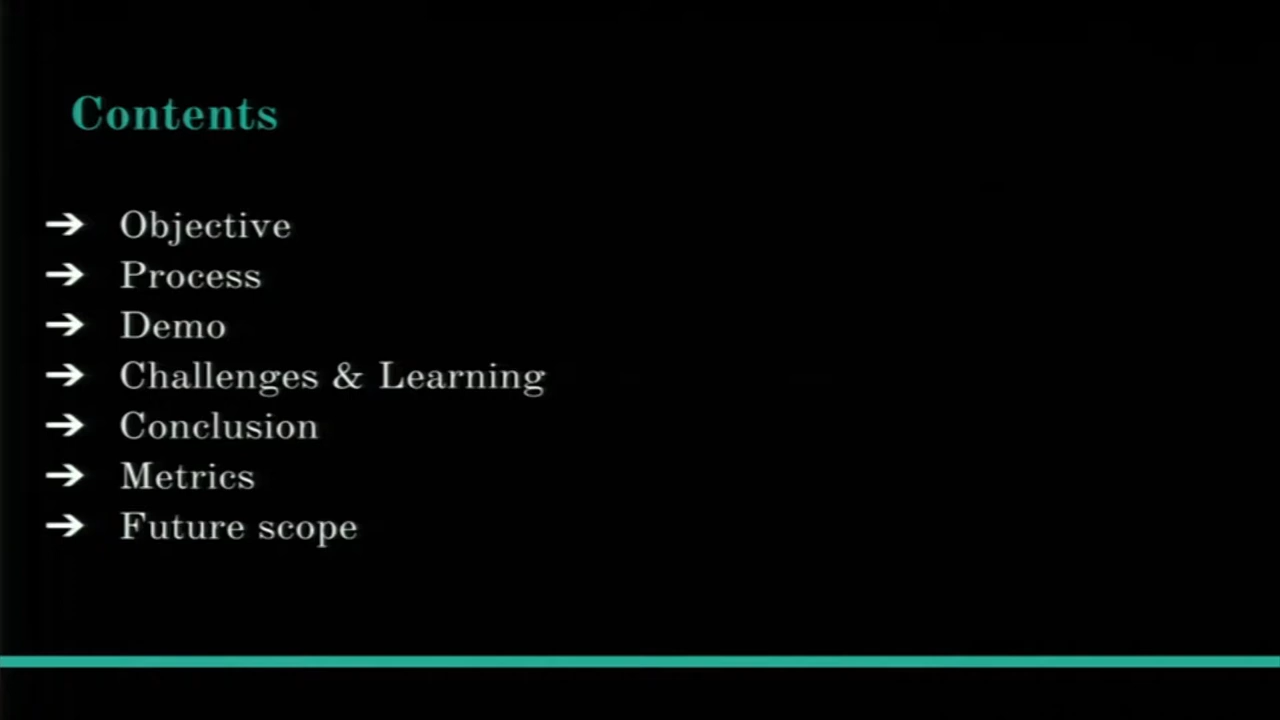 Contents
➔ Objective
➔ Process
➔ Demo
➔ Challenges & Learning
➔ Conclusion
➔ Metrics
➔ Future scope